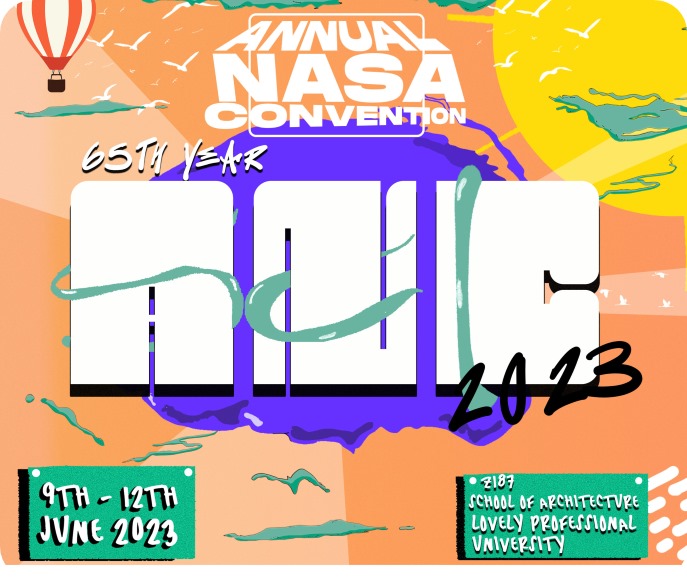 ANNUAL
NASA
CONVENTION
65TH YEAR
ANC
2023
9TH - 12TH
JUNE 2023
Z187
SCHOOL OF ARCHITECTURE
LOVELY PROFESSIONAL
UNIVERSITY